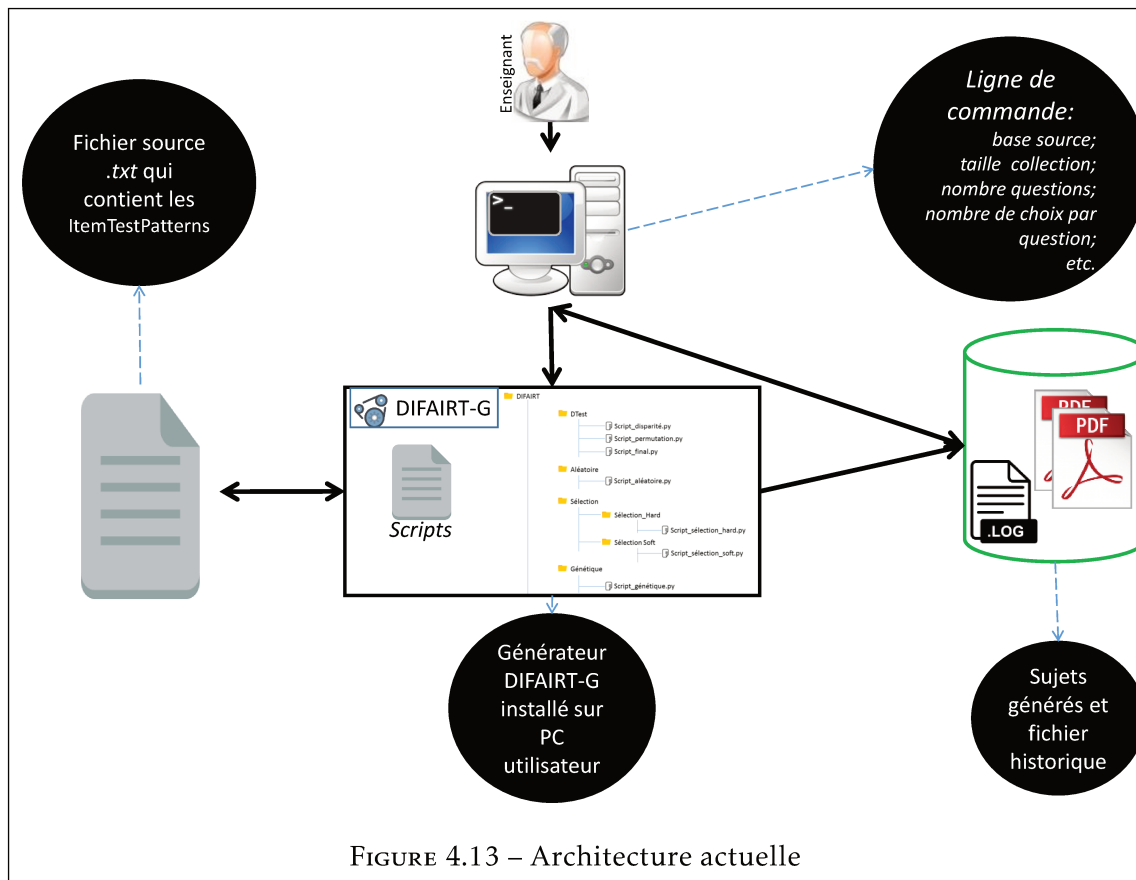 Enseignant
Fichier source
.txt qui
contient les
ItemTestPatterns
Ligne de
commande:
base source;
taille collection;
nombre questions;
nombre de choix par
question;
etc.
>_
DIFAIRT-G
Scripts
DIFAIRT
DTest
Script_disparité.py
Script_permutation.py
Script_final.py
Aléatoire
Script_aléatoire.py
Sélection
Sélection_Hard
Script_sélection_hard.py
Sélection Soft
Script_sélection_soft.py
Génétique
Script_génétique.py
PDF
PDF
.LOG
Générateur
DIFAIRT-G
installé sur
PC
utilisateur
Sujets
générés et
fichier
historique
FIGURE 4.13 – Architecture actuelle